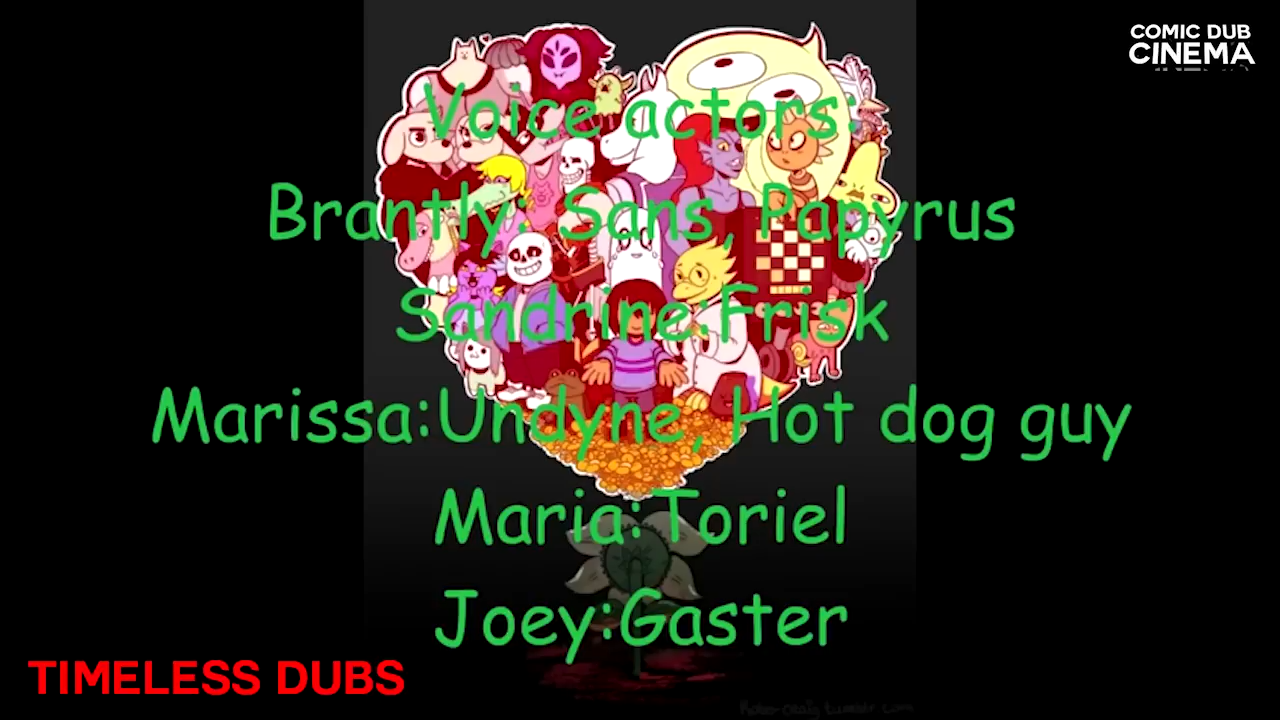 COMIC DUB
CINEMA
Voice actors:
Brantly: Sans, Papyrus
Sandrine:Frisk
Marissa:Undyne, Hot dog guy
Maria:Toriel
Joey:Gaster
TIMELESS DUBS